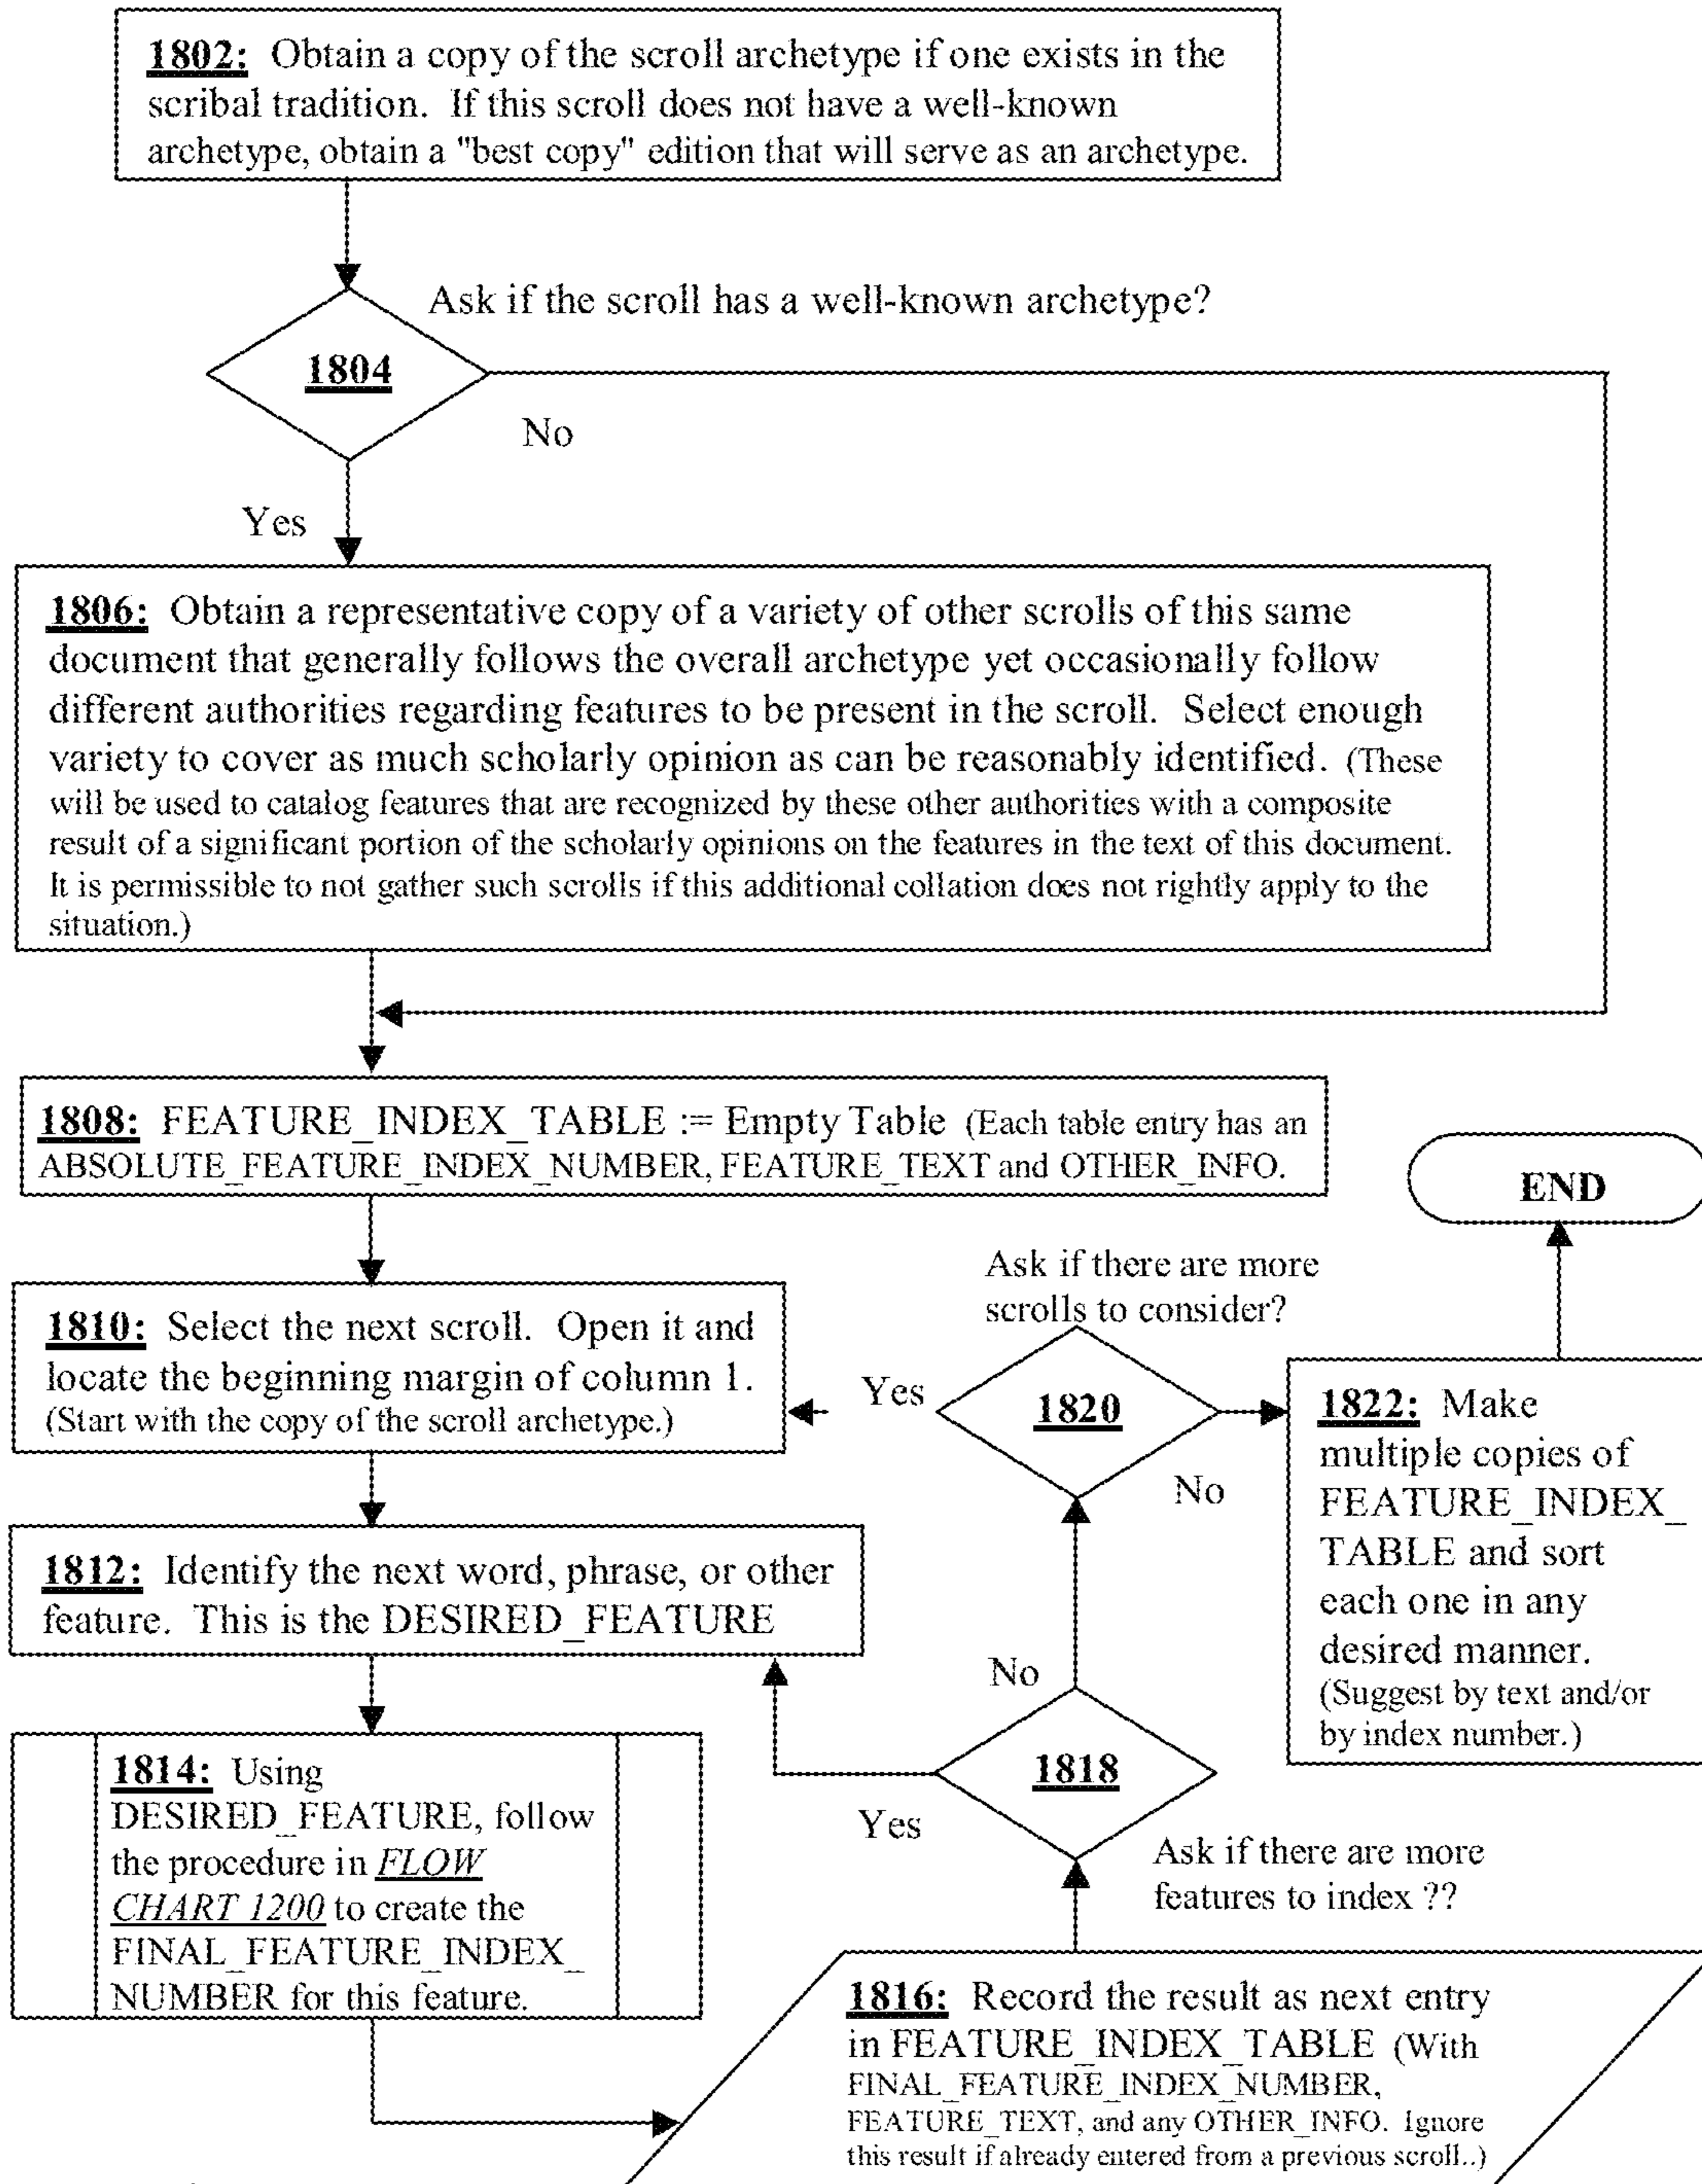 1802: Obtain a copy of the scroll archetype if one exists in the
scribal tradition. If this scroll does not have a well-known
archetype, obtain a "best copy" edition that will serve as an archetype.
Ask if the scroll has a well-known archetype?
1804
No
Yes
1806: Obtain a representative copy of a variety of other scrolls of this same
document that generally follows the overall archetype yet occasionally follow
different authorities regarding features to be present in the scroll. Select enough
variety to cover as much scholarly opinion as can be reasonably identified. (These
will be used to catalog features that are recognized by these other authorities with a composite
result of a significant portion of the scholarly opinions on the features in the text of this document.
It is permissible to not gather such scrolls if this additional collation does not rightly apply to the
situation.)
1808: FEATURE_INDEX_TABLE := Empty Table (Each table entry has an
ABSOLUTE_FEATURE_INDEX_NUMBER, FEATURE_TEXT and OTHER_INFO.
END
1810: Select the next scroll. Open it and
locate the beginning margin of column 1.
(Start with the copy of the scroll archetype.)
Ask if there are more
scrolls to consider?
Yes
1820
No
1822: Make
multiple copies of
FEATURE_INDEX_
TABLE and sort
each one in any
desired manner.
(Suggest by text and/or
by index number.)
1812: Identify the next word, phrase, or other
feature. This is the DESIRED_FEATURE
No
1818
Yes
Ask if there are more
features to index ??
1814: Using
DESIRED_FEATURE, follow
the procedure in FLOW
CHART 1200 to create the
FINAL_FEATURE_INDEX_
NUMBER for this feature.
1816: Record the result as next entry
in FEATURE_INDEX_TABLE (With
FINAL_FEATURE_INDEX_NUMBER,
FEATURE_TEXT, and any OTHER_INFO. Ignore
this result if already entered from a previous scroll..)